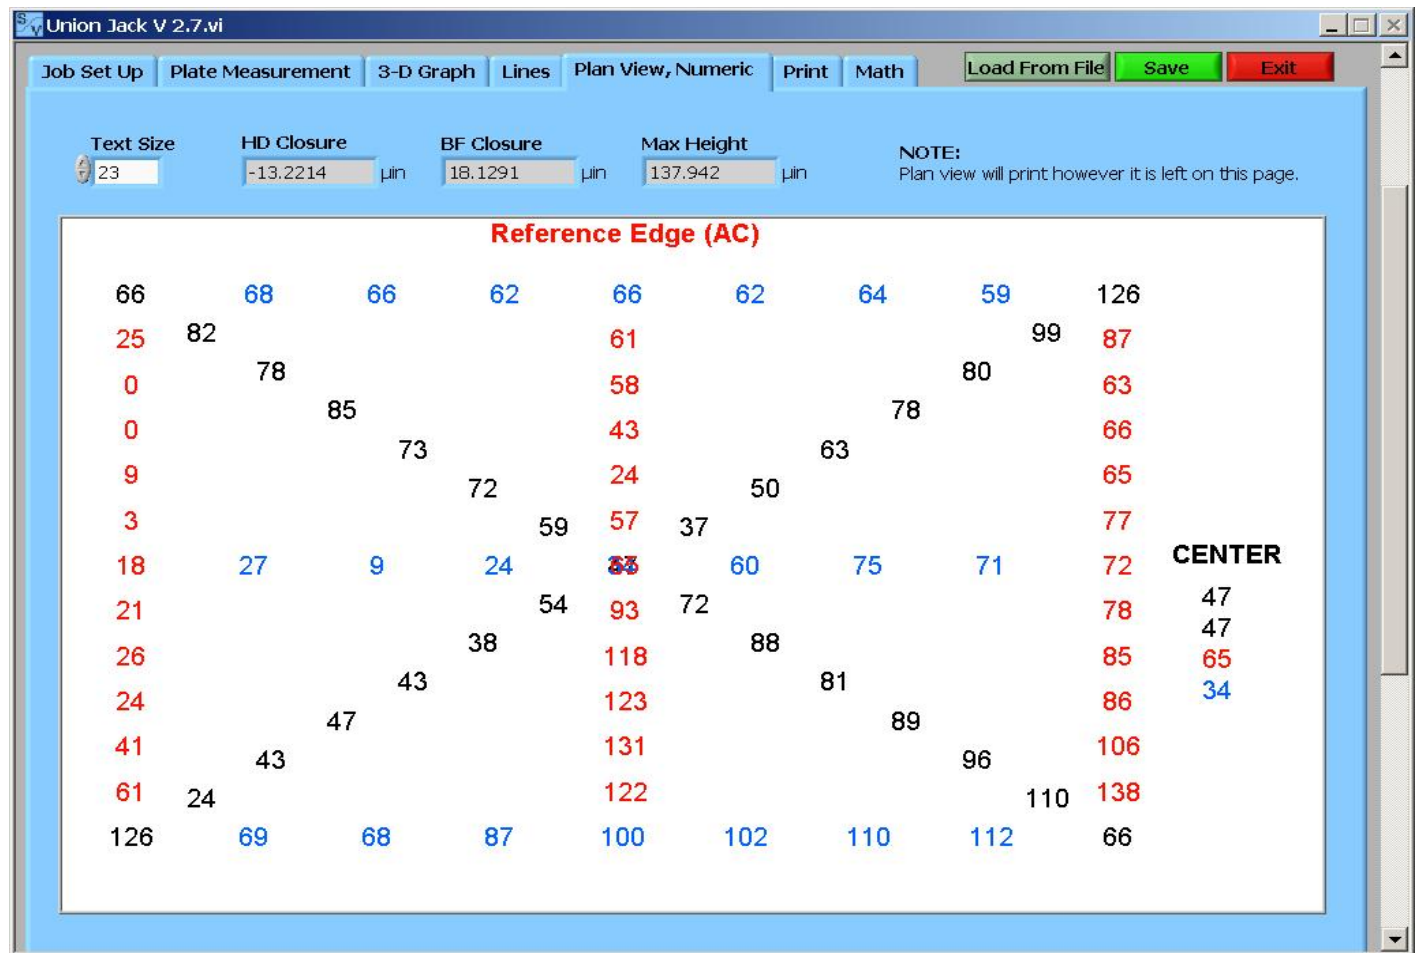 Union Jack V 2.7.vi
Job Set Up Plate Measurement 3-D Graph Lines Plan View, Numeric Print Math Load From File Save Exit
Text Size HD Closure BF Closure Max Height NOTE:
23 -13.2214 µin 18.1291 µin 137.942 µin Plan view will print however it is left on this page.
Reference Edge (AC)
66 68 66 62 66 62 64 59 126
25 82 61 99 87
0 78 58 80 63
0 85 43 78 66
9 73 24 63 65
72 50
3 59 57 37 77
18 27 9 24 60 75 71 72 CENTER
21 54 93 72 78 47
26 38 118 88 85 47
65
24 43 123 81 86 34
41 47 131 89 106
43 96
61 24 122 110 138
126 69 68 87 100 102 110 112 66